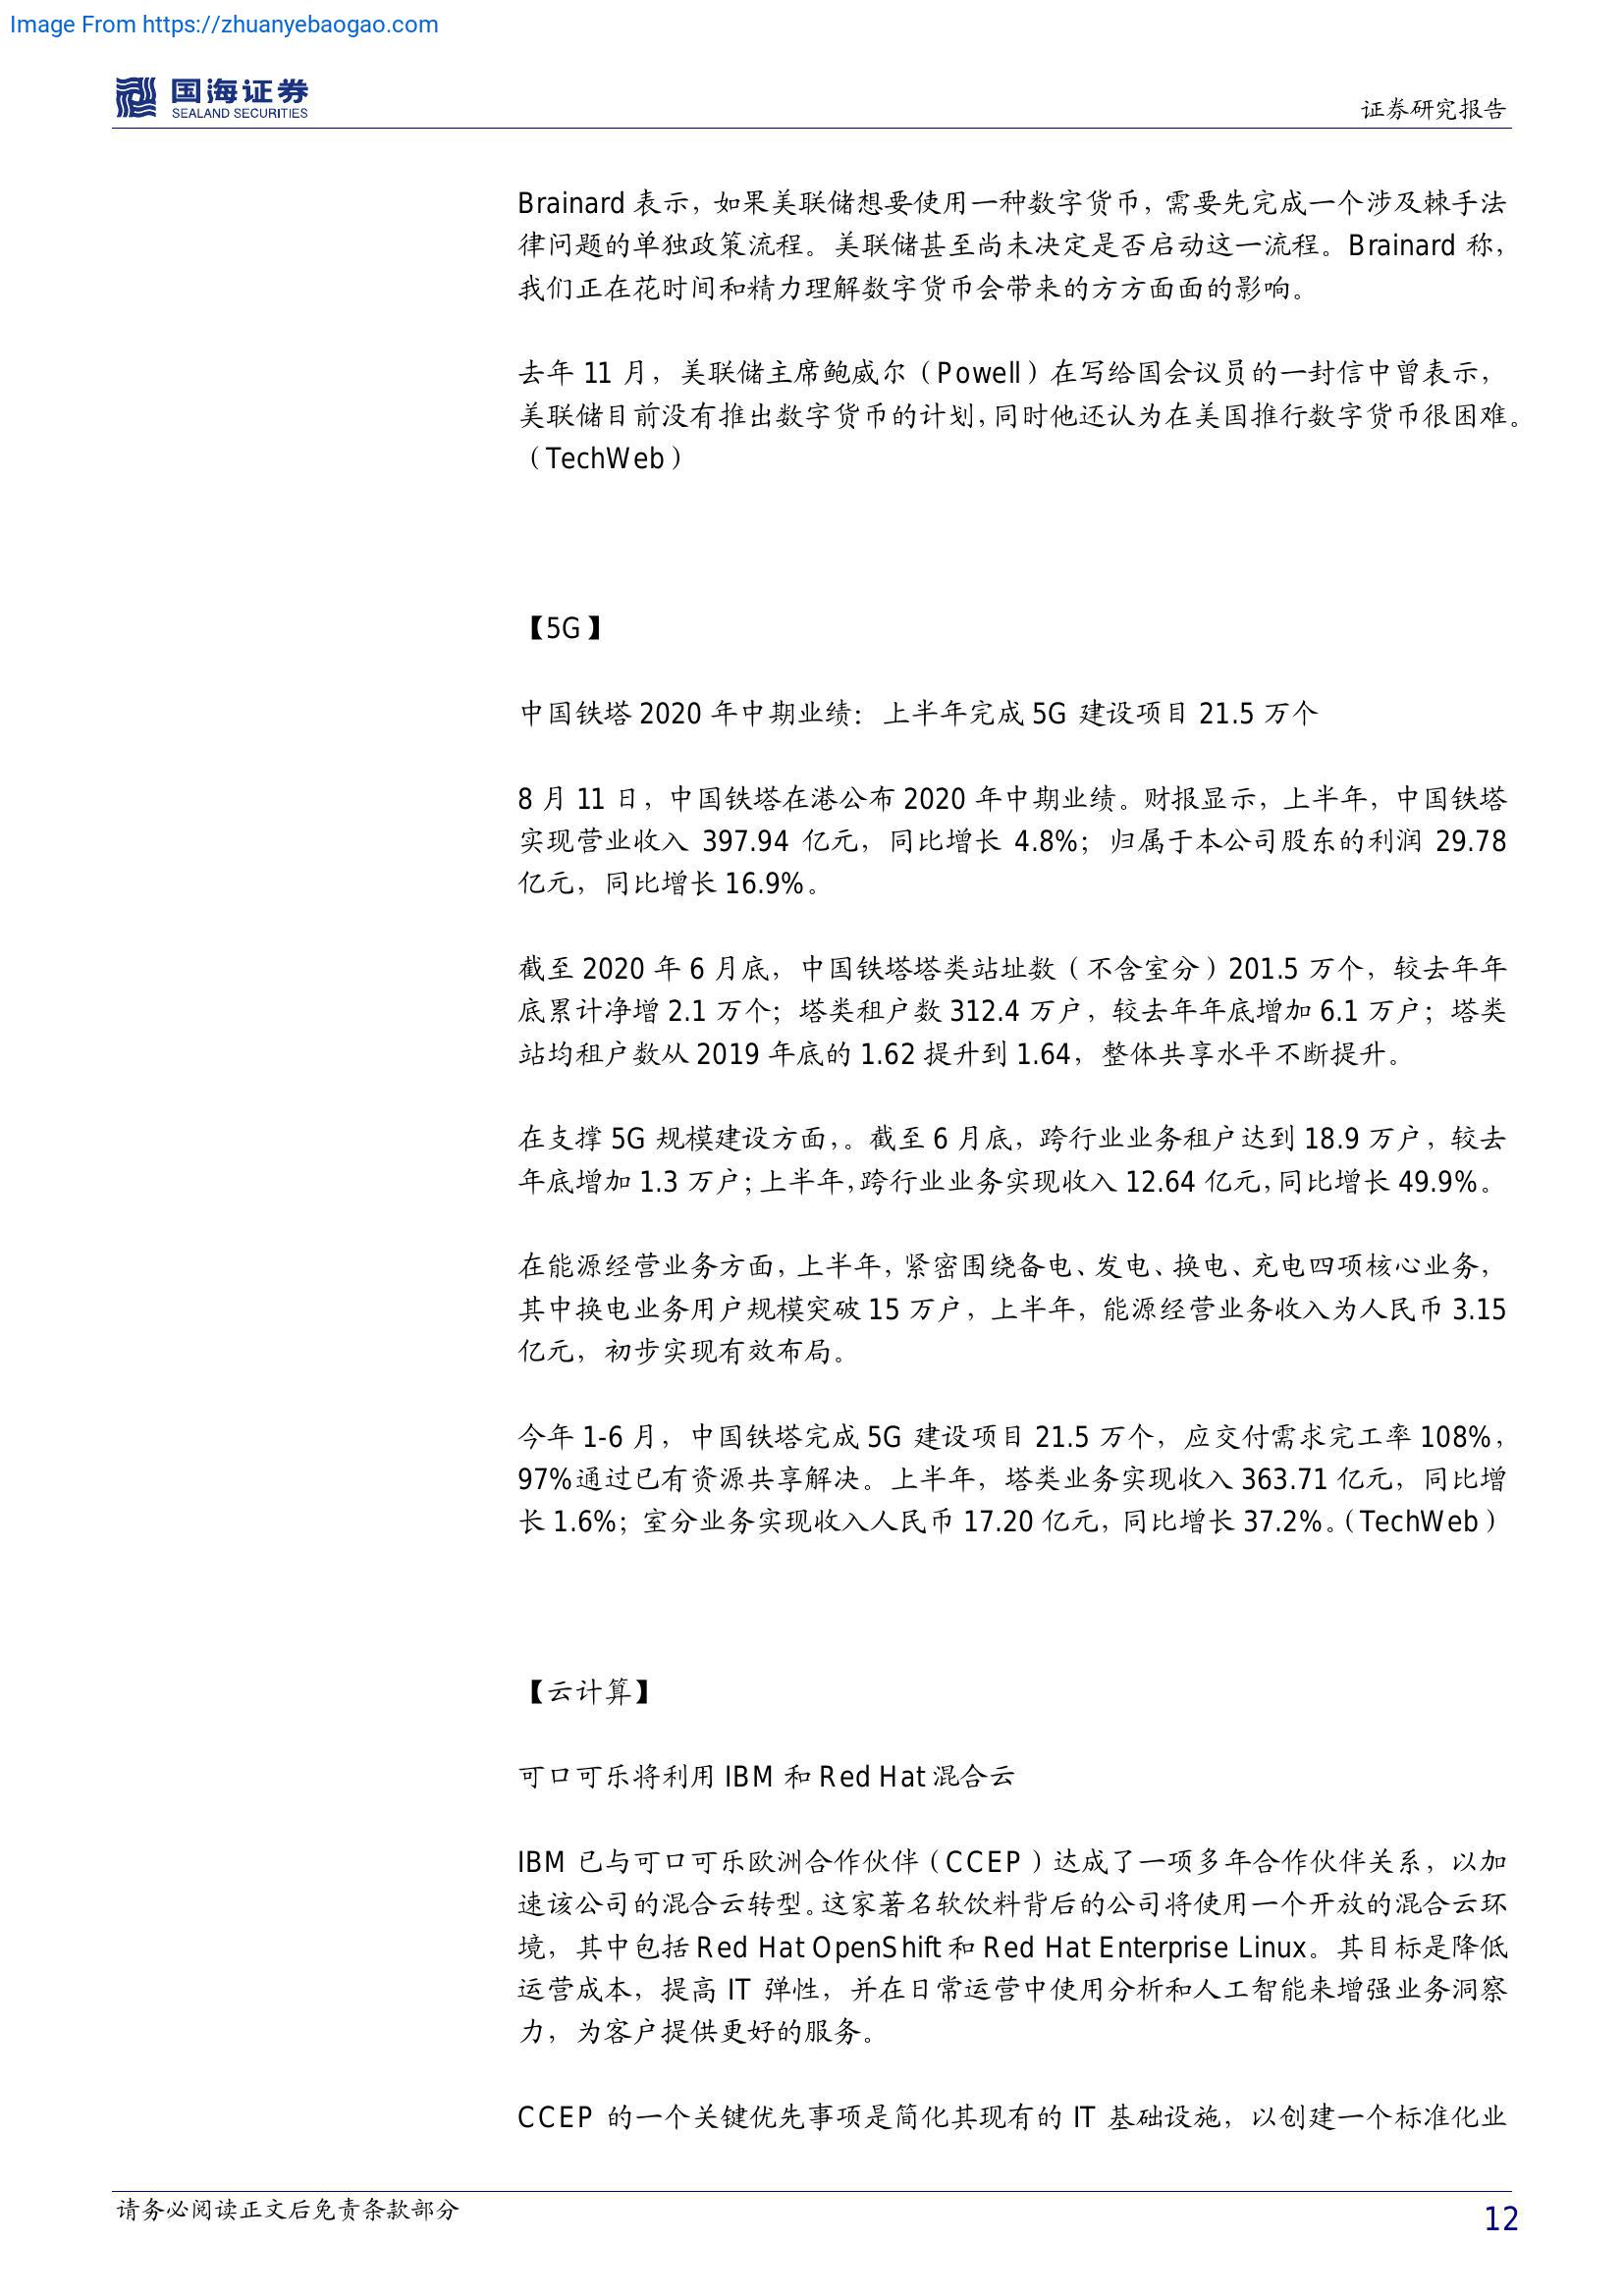 Image From https://zhuanyebaogao.com
国海证券
SEALAND SECURITIES
证券研究报告
Brainard 表示，如果美联储想要使用一种数字货币，需要先完成一个涉及棘手法
律问题的单独政策流程。美联储甚至尚未决定是否启动这一流程。Brainard 称，
我们正在花时间和精力理解数字货币会带来的方方面面的影响。
去年 11 月，美联储主席鲍威尔（Powell）在写给国会议员的一封信中曾表示，
美联储目前没有推出数字货币的计划，同时他还认为在美国推行数字货币很困难。
（TechWeb）
【5G】
中国铁塔 2020 年中期业绩：上半年完成 5G 建设项目 21.5 万个
8 月 11 日，中国铁塔在港公布 2020 年中期业绩。财报显示，上半年，中国铁塔
实现营业收入 397.94 亿元，同比增长 4.8%；归属于本公司股东的利润 29.78
亿元，同比增长 16.9%。
截至 2020 年 6 月底，中国铁塔塔类站址数（不含室分）201.5 万个，较去年年
底累计净增 2.1 万个；塔类租户数 312.4 万户，较去年年底增加 6.1 万户；塔类
站均租户数从 2019 年底的 1.62 提升到 1.64，整体共享水平不断提升。
在支撑 5G 规模建设方面，。截至 6 月底，跨行业业务租户达到 18.9 万户，较去
年底增加 1.3 万户；上半年，跨行业业务实现收入 12.64 亿元，同比增长 49.9%。
在能源经营业务方面，上半年，紧密围绕备电、发电、换电、充电四项核心业务，
其中换电业务用户规模突破 15 万户，上半年，能源经营业务收入为人民币 3.15
亿元，初步实现有效布局。
今年 1-6 月，中国铁塔完成 5G 建设项目 21.5 万个，应交付需求完工率 108%，
97%通过已有资源共享解决。上半年，塔类业务实现收入 363.71 亿元，同比增
长 1.6%；室分业务实现收入人民币 17.20 亿元，同比增长 37.2%。（TechWeb）
【云计算】
可口可乐将利用 IBM 和 Red Hat 混合云
IBM 已与可口可乐欧洲合作伙伴（CCEP）达成了一项多年合作伙伴关系，以加
速该公司的混合云转型。这家著名软饮料背后的公司将使用一个开放的混合云环
境，其中包括 Red Hat OpenShift 和 Red Hat Enterprise Linux。其目标是降低
运营成本，提高 IT 弹性，并在日常运营中使用分析和人工智能来增强业务洞察
力，为客户提供更好的服务。
CCEP 的一个关键优先事项是简化其现有的 IT 基础设施，以创建一个标准化业
请务必阅读正文后免责条款部分
12